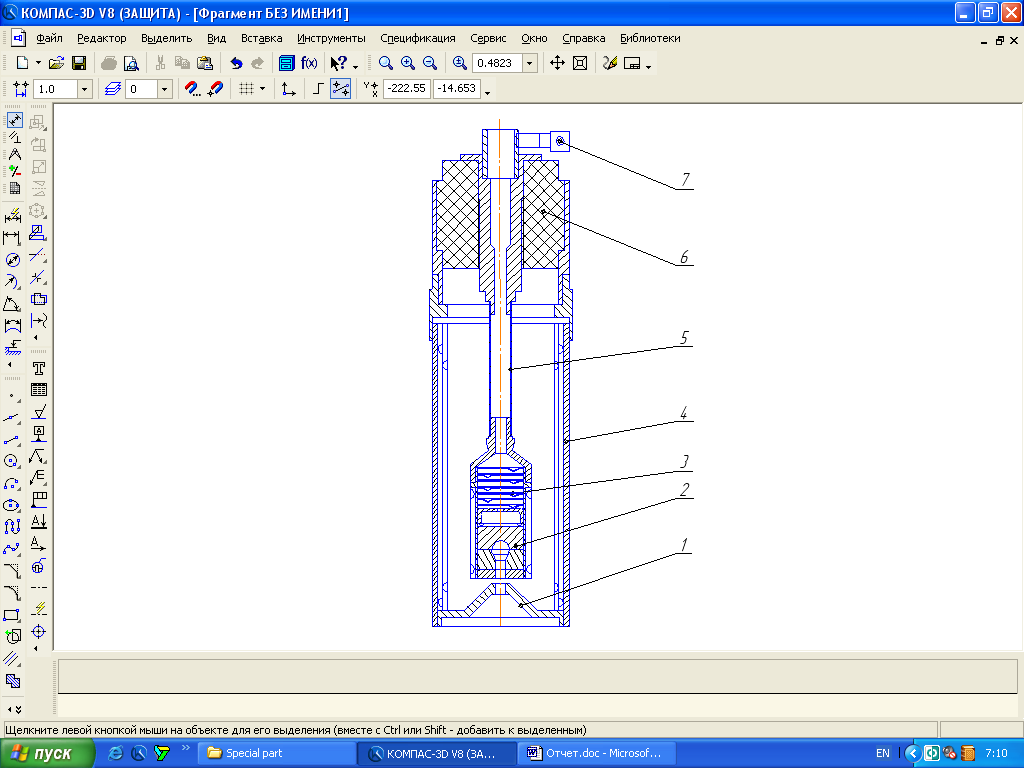 КОМПАС-3D V8 (ЗАЩИТА) - [Фрагмент БЕЗ ИМЕНИ1]
Файл Редактор Выделить Вид Вставка Инструменты Спецификация Сервис Окно Справка Библиотеки
f(x) 0.4823
1.0 0 -222.55 -14.653
7
6
5
4
3
2
1
Щелкните левой кнопкой мыши на объекте для его выделения (вместе с Ctrl или Shift - добавить к выделенным)
пуск Special part КОМПАС-3D V8 (ЗА... Отчет.doc - Microsof... EN 7:10